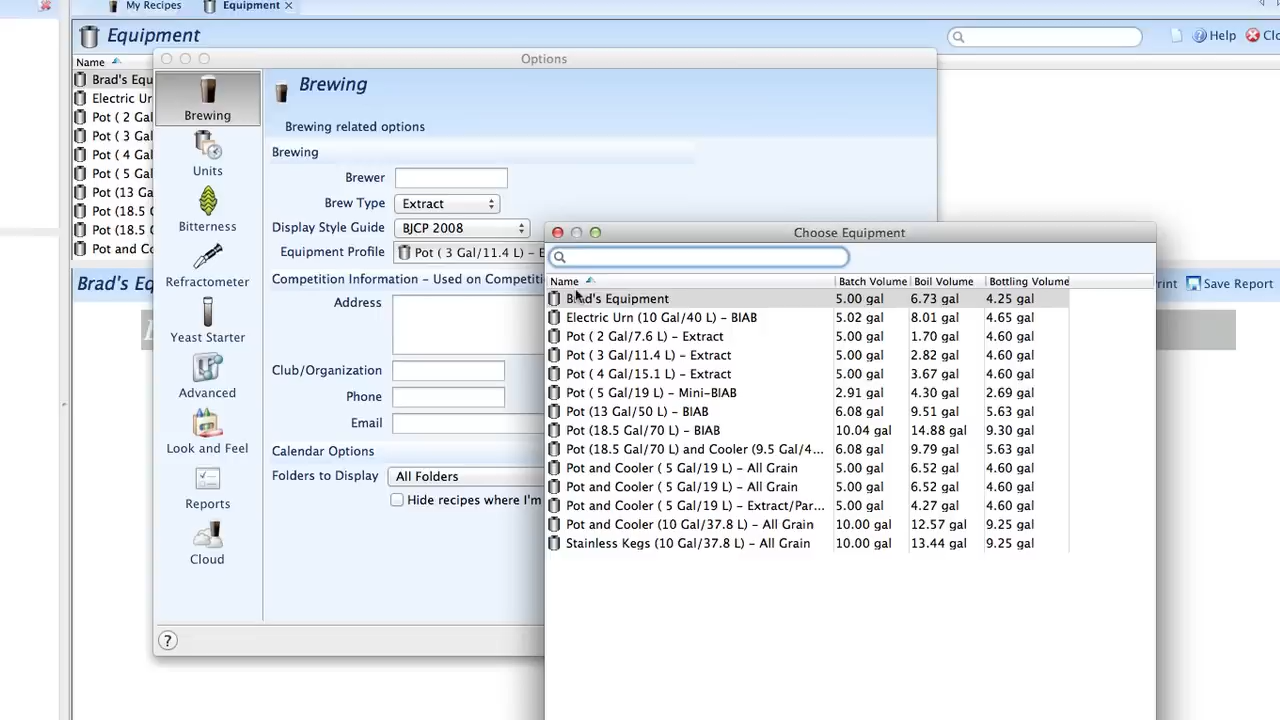 My Recipes
Equipment
Equipment
Help
Clo
Name
Brad's Equ
Electric Ur
Pot ( 2 Gal
Pot ( 3 Gal
Pot ( 4 Gal
Pot ( 5 Gal
Pot (13 Ga
Pot (18.5 G
Pot (18.5 G
Pot and Co
Brad's Eq
rint
Save Report
Options
Brewing
Units
Bitterness
Refractometer
Yeast Starter
Advanced
Look and Feel
Reports
Cloud
?
Brewing
Brewing related options
Brewing
Brewer
Brew Type Extract
Display Style Guide BJCP 2008
Equipment Profile Pot ( 3 Gal/11.4 L) – E
Competition Information – Used on Competiti
Address
Club/Organization
Phone
Email
Calendar Options
Folders to Display All Folders
Hide recipes where I'm
Choose Equipment
Name Batch Volume Boil Volume Bottling Volume
Brad's Equipment 5.00 gal 6.73 gal 4.25 gal
Electric Urn (10 Gal/40 L) – BIAB 5.02 gal 8.01 gal 4.65 gal
Pot ( 2 Gal/7.6 L) – Extract 5.00 gal 1.70 gal 4.60 gal
Pot ( 3 Gal/11.4 L) – Extract 5.00 gal 2.82 gal 4.60 gal
Pot ( 4 Gal/15.1 L) – Extract 5.00 gal 3.67 gal 4.60 gal
Pot ( 5 Gal/19 L) – Mini-BIAB 2.91 gal 4.30 gal 2.69 gal
Pot (13 Gal/50 L) – BIAB 6.08 gal 9.51 gal 5.63 gal
Pot (18.5 Gal/70 L) – BIAB 10.04 gal 14.88 gal 9.30 gal
Pot (18.5 Gal/70 L) and Cooler (9.5 Gal/4... 6.08 gal 9.79 gal 5.63 gal
Pot and Cooler ( 5 Gal/19 L) – All Grain 5.00 gal 6.52 gal 4.60 gal
Pot and Cooler ( 5 Gal/19 L) – All Grain 5.00 gal 6.52 gal 4.60 gal
Pot and Cooler ( 5 Gal/19 L) – Extract/Par... 5.00 gal 4.27 gal 4.60 gal
Pot and Cooler (10 Gal/37.8 L) – All Grain 10.00 gal 12.57 gal 9.25 gal
Stainless Kegs (10 Gal/37.8 L) – All Grain 10.00 gal 13.44 gal 9.25 gal